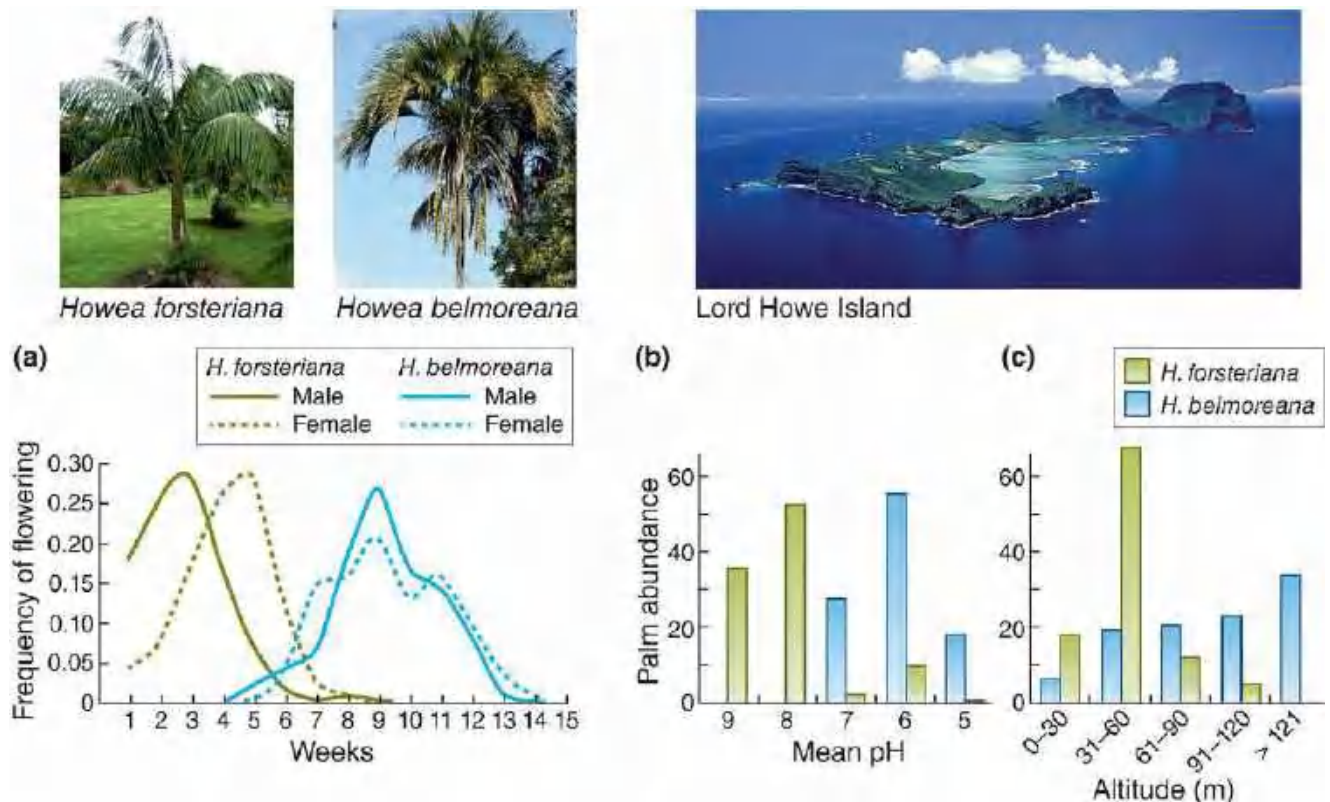 Howea forsteriana
Howea belmoreana
Lord Howe Island
(a)
H. forsteriana H. belmoreana
Male Male
Female Female
Frequency of flowering
0.30
0.25
0.20
0.15
0.10
0.05
0
1 2 3 4 5 6 7 8 9 10 11 12 13 14 15
Weeks
(b)
Palm abundance
60
40
20
0
9 8 7 6 5
Mean pH
(c)
H. forsteriana
H. belmoreana
60
40
20
0
0–30
31–60
61–90
91–120
> 121
Altitude (m)